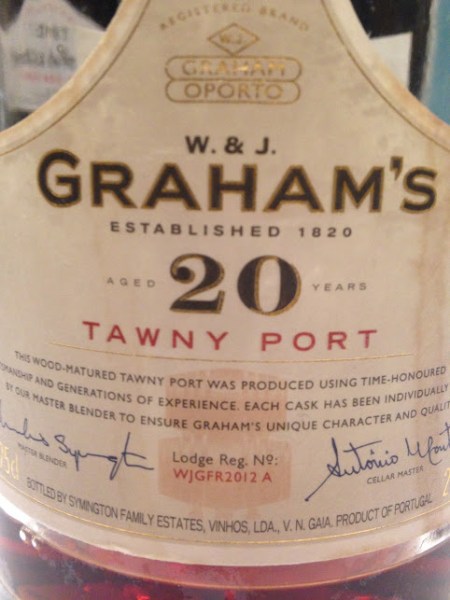 REGISTERED BRAND
W.J.
GRAHAM
OPORTO
W. & J.
GRAHAM'S
ESTABLISHED 1820
AGED 20 YEARS
TAWNY PORT
THIS WOOD-MATURED TAWNY PORT WAS PRODUCED USING TIME-HONOURED
AND GENERATIONS OF EXPERIENCE. EACH CASK HAS BEEN INDIVIDUALLY
BY OUR MASTER BLENDER TO ENSURE GRAHAM'S UNIQUE CHARACTER AND
MASTER BLENDER
Lodge Reg. Nº:
WJGFR2012 A
António
CELLAR MASTER
BOTTLED BY SYMINGTON FAMILY ESTATES, VINHOS, LDA., V. N. GAIA. PRODUCT OF PORTUGAL